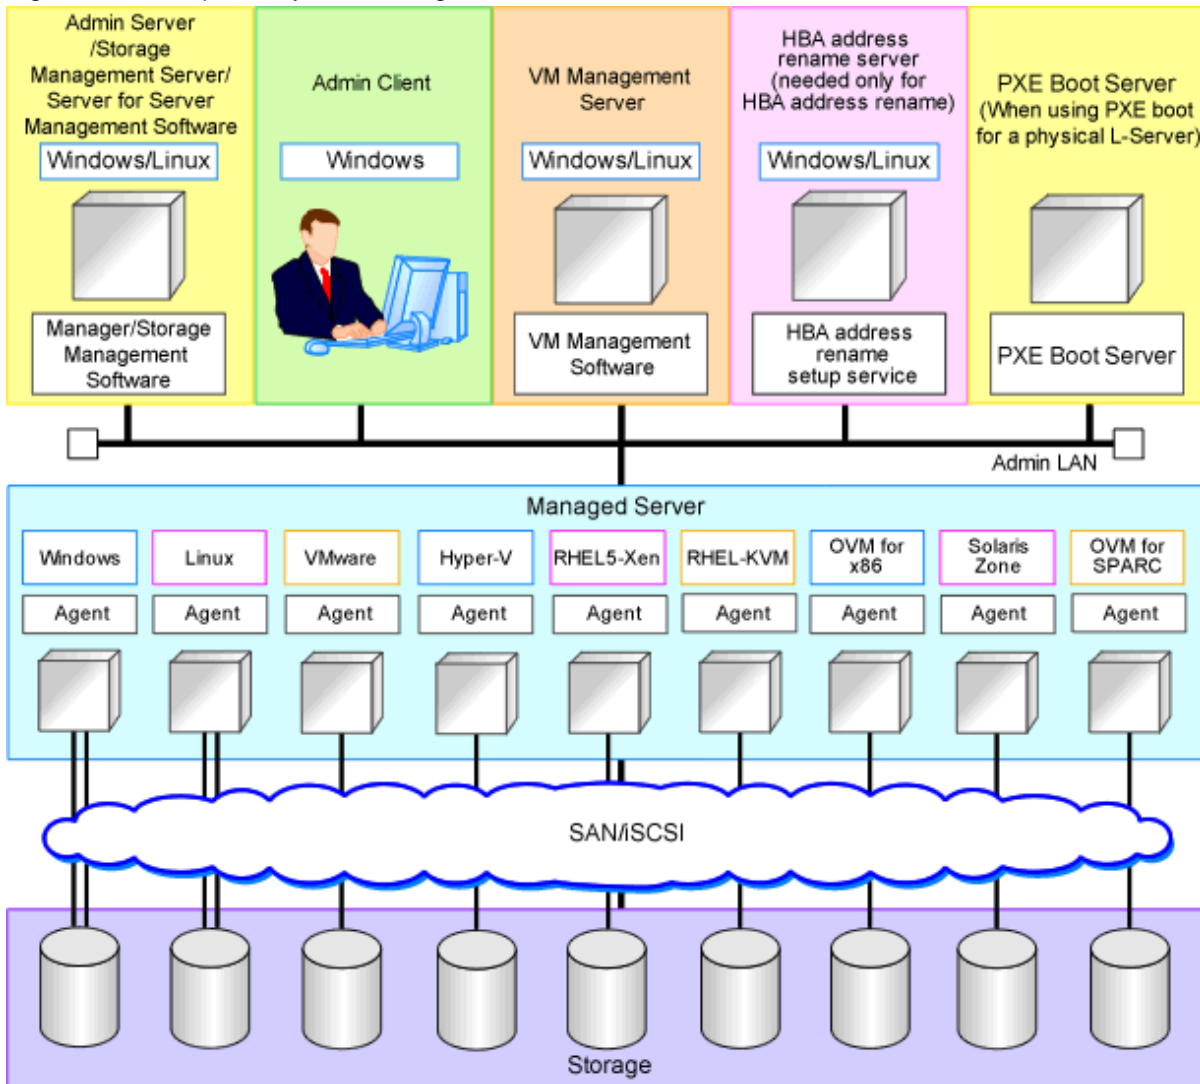 Admin Server
/Storage
Management Server/
Server for Server
Management Software
Windows/Linux
Manager/Storage
Management
Software
Admin Client
Windows
VM Management
Server
Windows/Linux
VM Management
Software
HBA address
rename server
(needed only for
HBA address rename)
Windows/Linux
HBA address
rename
setup service
PXE Boot Server
(When using PXE boot
for a physical L-Server)
PXE Boot Server
Admin LAN
Managed Server
Windows
Linux
VMware
Hyper-V
RHEL5-Xen
RHEL-KVM
OVM for
x86
Solaris
Zone
OVM for
SPARC
Agent
Agent
Agent
Agent
Agent
Agent
Agent
Agent
Agent
SAN/iSCSI
Storage